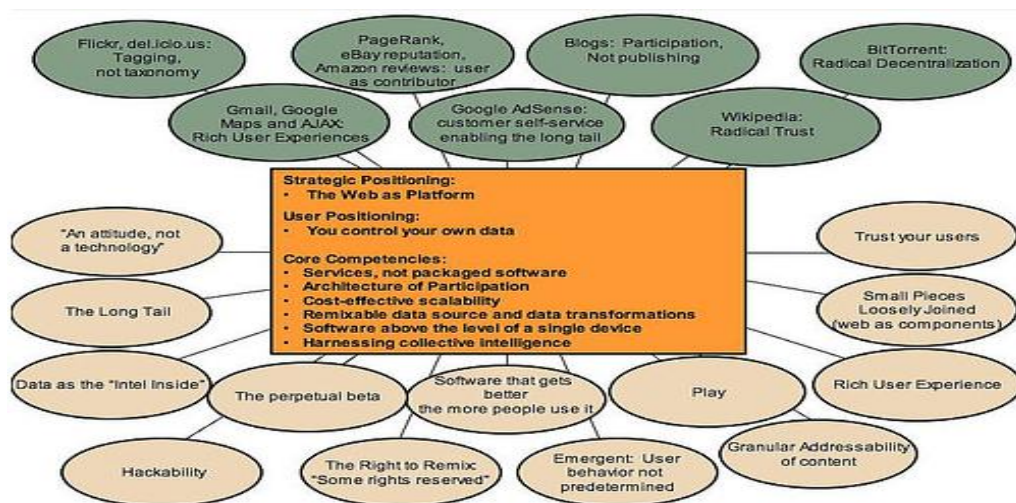 Flickr, del.icio.us:
Tagging,
not taxonomy
PageRank,
eBay reputation,
Amazon reviews: user
as contributor
Blogs: Participation,
Not publishing
BitTorrent:
Radical Decentralization
Gmail, Google
Maps and AJAX:
Rich User Experiences
Google AdSense:
customer self-service
enabling the long tail
Wikipedia:
Radical Trust
Strategic Positioning:
• The Web as Platform
User Positioning:
• You control your own data
Core Competencies:
• Services, not packaged software
• Architecture of Participation
• Cost-effective scalability
• Remixable data source and data transformations
• Software above the level of a single device
• Harnessing collective intelligence
“An attitude, not
a technology”
Trust your users
The Long Tail
Small Pieces
Loosely Joined
(web as components)
Data as the “Intel Inside”
The perpetual beta
Software that gets
better
the more people use it
Play
Rich User Experience
Hackability
The Right to Remix:
“Some rights reserved”
Emergent: User
behavior not
predetermined
Granular Addressability
of content